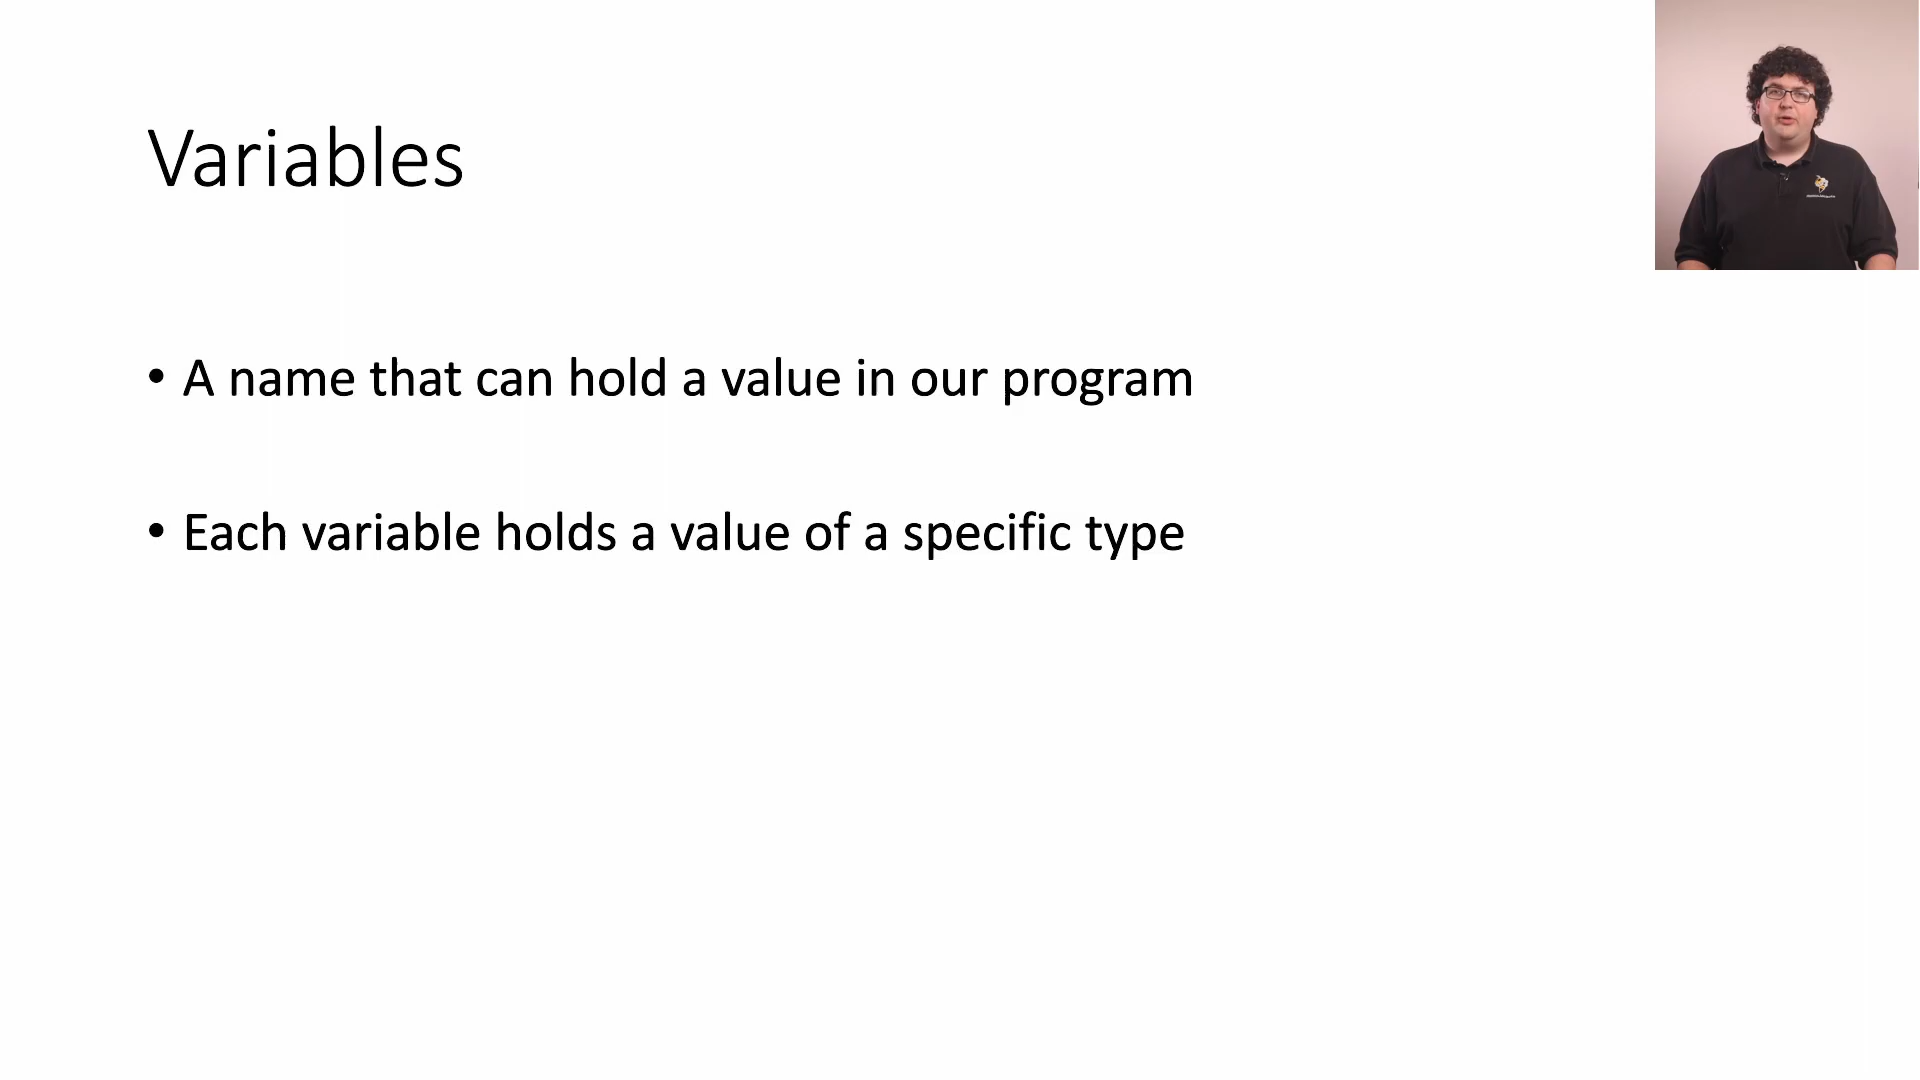 Variables
• A name that can hold a value in our program
• Each variable holds a value of a specific type